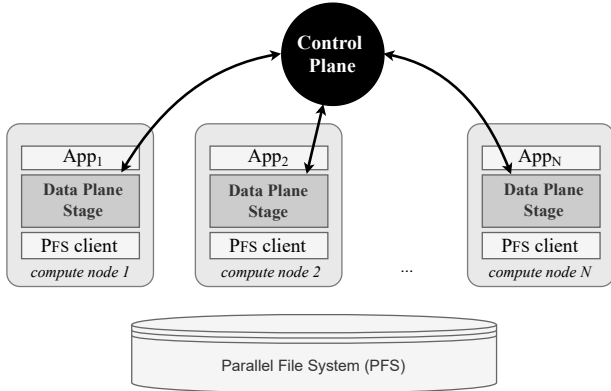 Control
Plane
App1
Data Plane
Stage
PFS client
compute node 1
App2
Data Plane
Stage
PFS client
compute node 2
...
AppN
Data Plane
Stage
PFS client
compute node N
Parallel File System (PFS)